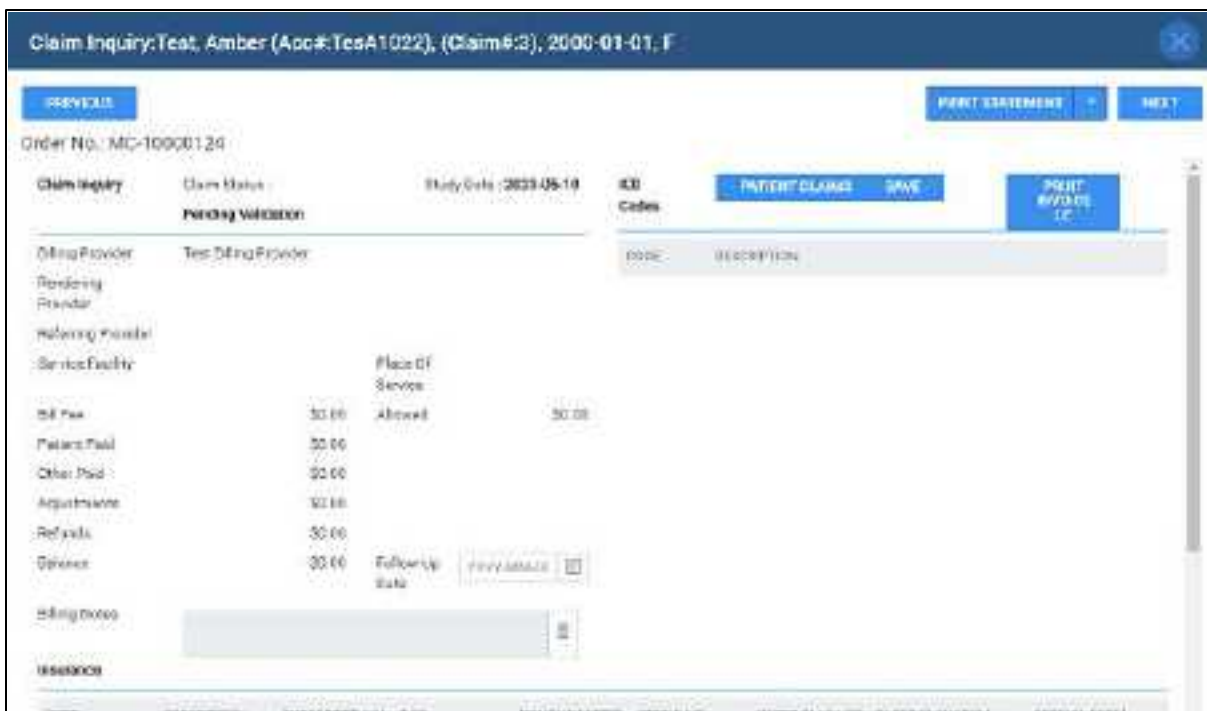 Claim Inquiry:Test, Amber (Acc#:TesA1022), (Claim#:3), 2000-01-01, F
PREVIOUS
PRINT STATEMENT
NEXT
Order No.: MC-10000124
Claim Inquiry
Claim Status :
Study Date :
Pending Validation
ICD Codes
PATIENT CLAIMS
SAVE
PRINT
CODE
DESCRIPTION
Billing Provider
Test Billing Provider
Rendering Provider
Referring Provider
Service Facility
Place Of Service
Bill Fee
$0.00
Allowed
$0.00
Patient Paid
$0.00
Other Paid
$0.00
Adjustments
$0.00
Refunds
$0.00
Balance
$0.00
Follow Up Date
Billing Notes
Insurance